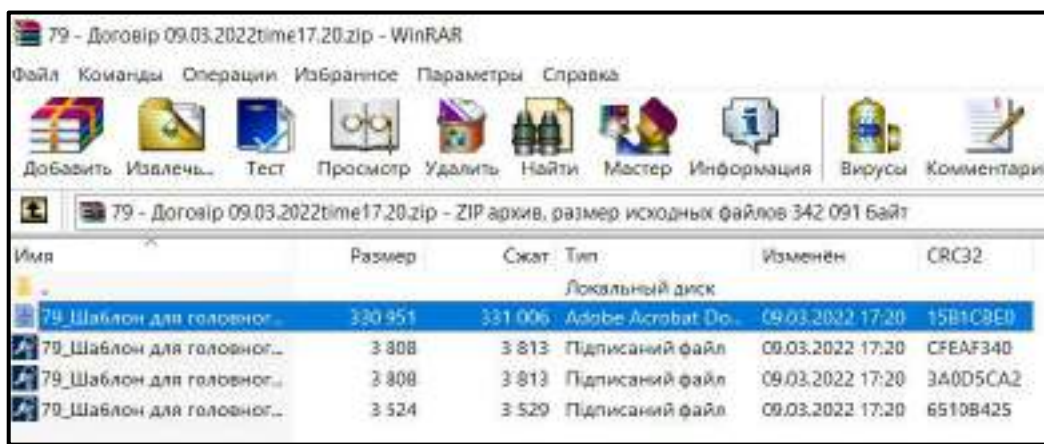 79 - Договір 09.03.2022time17.20.zip - WinRAR
Файл Команды Операции Избранное Параметры Справка
Добавить Извлечь... Тест Просмотр Удалить Найти Мастер Информация Вирусы Комментари
79 - Договір 09.03.2022time17.20.zip - ZIP архив, размер исходных файлов 342 091 байт
Имя Размер Сжат Тип Изменён CRC32
. Локальный диск
79_Шаблон для головног... 330 951 331 006 Adobe Acrobat Do... 09.03.2022 17:20 15B1CBE0
79_Шаблон для головног... 3 808 3 813 Підписаний файл 09.03.2022 17:20 CFEAF340
79_Шаблон для головног... 3 808 3 813 Підписаний файл 09.03.2022 17:20 3A0D5CA2
79_Шаблон для головног... 3 524 3 529 Підписаний файл 09.03.2022 17:20 6510B425